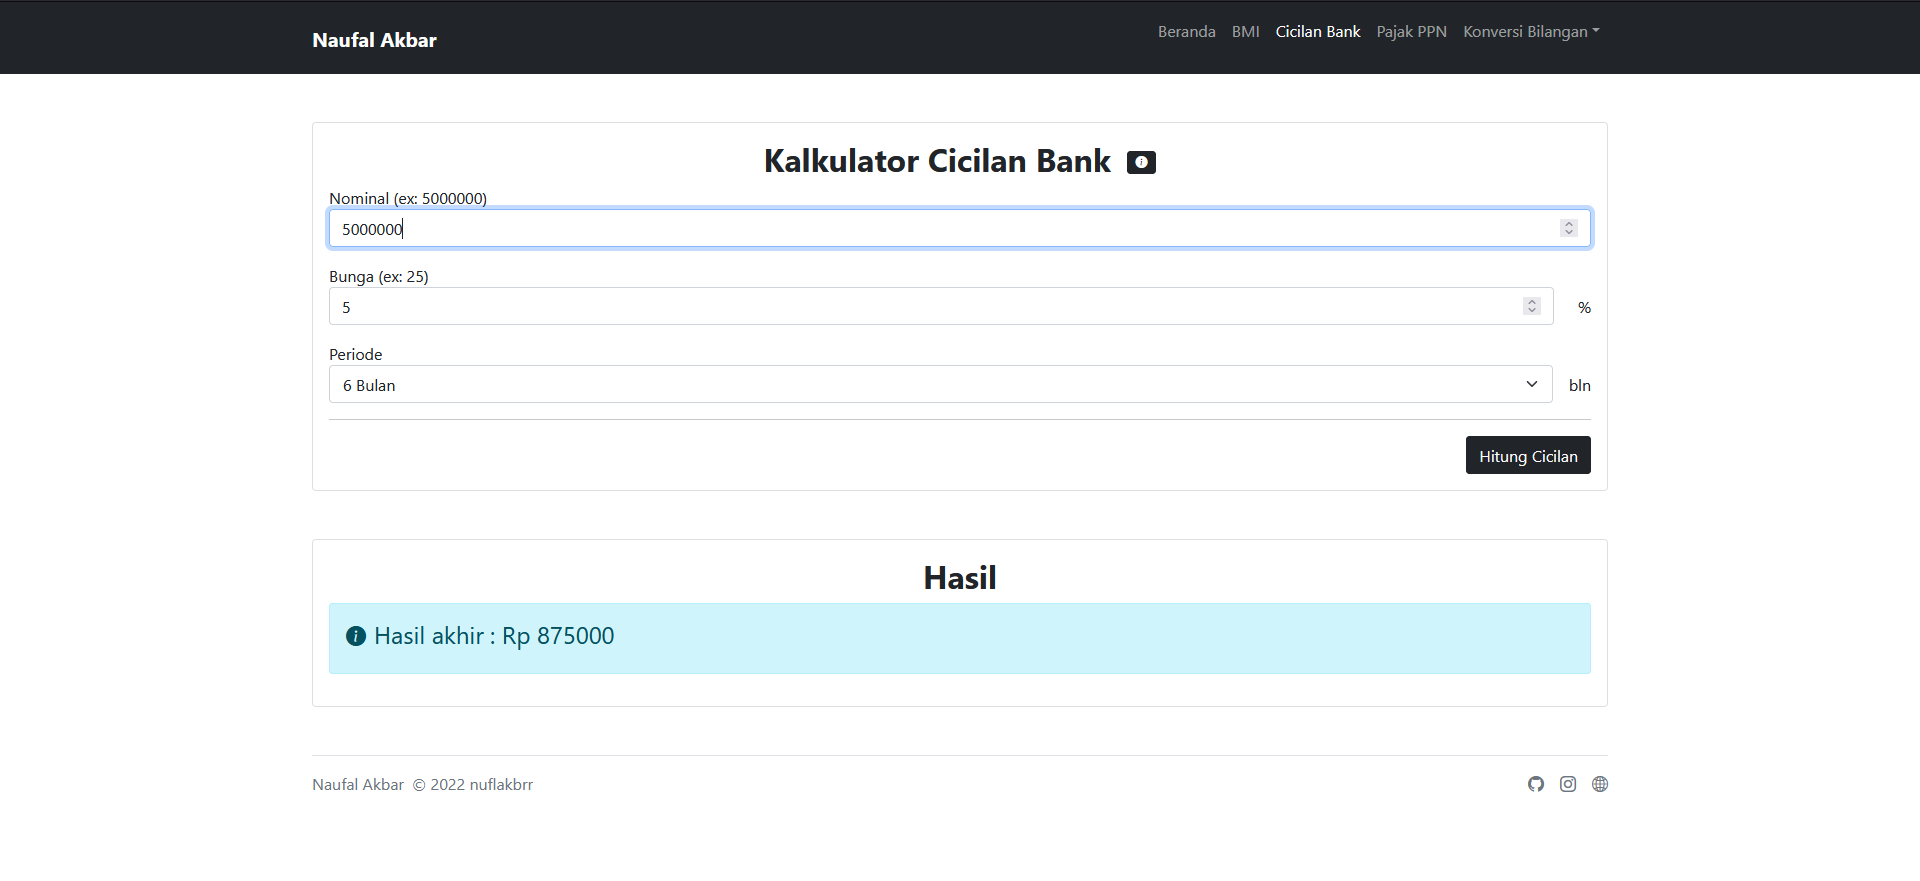 Naufal Akbar
Beranda BMI Cicilan Bank Pajak PPN Konversi Bilangan
Kalkulator Cicilan Bank
Nominal (ex: 5000000)
5000000
Bunga (ex: 25)
5 %
Periode
6 Bulan bln
Hitung Cicilan
Hasil
Hasil akhir : Rp 875000
Naufal Akbar © 2022 nuflakbrr